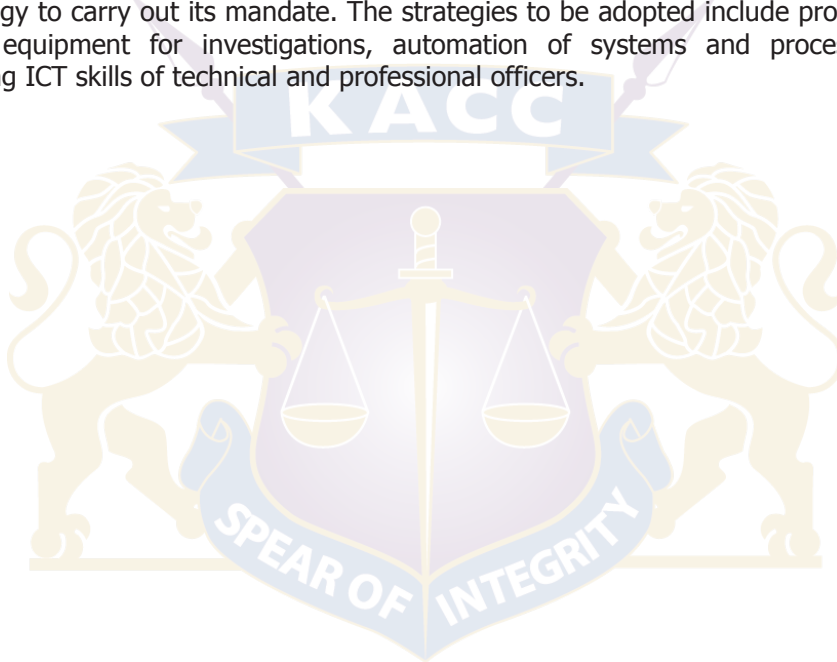 gy to carry out its mandate. The strategies to be adopted include pro
equipment for investigations, automation of systems and proce
g ICT skills of technical and professional officers.
KACC
SPEAR OF INTEGRITY